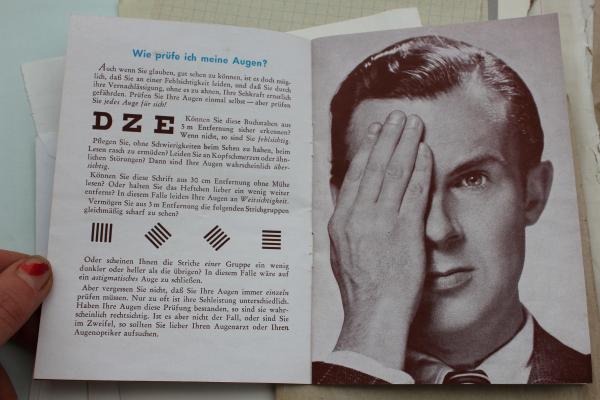 Wie prüfe ich meine Augen?
Auch wenn Sie glauben, gut sehen zu können, ist es doch mög-
lich, daß Sie an einer Fehlsichtigkeit leiden, und daß Sie durch
ihre Vernachlässigung, ohne es zu ahnen, Ihre Sehkraft ernstlich
gefährden. Prüfen Sie Ihre Augen einmal selbst — aber prüfen
Sie jedes Auge für sich!
D Z E
Können Sie diese Buchstaben aus
5 m Entfernung sicher erkennen?
Wenn nicht, so sind Sie fehlsichtig.
Pflegen Sie, ohne Schwierigkeiten beim Sehen zu haben, beim
Lesen rasch zu ermüden? Leiden Sie an Kopfschmerzen oder ähn-
lichen Störungen? Dann sind Ihre Augen wahrscheinlich über-
sichtig.
Können Sie diese Schrift aus 30 cm Entfernung ohne Mühe
lesen? Oder halten Sie das Heftchen lieber ein wenig weiter
entfernt? In diesem Falle leiden Ihre Augen an Weitsichtigkeit.
Vermögen Sie aus 3 m Entfernung die folgenden Strichgruppen
gleichmäßig scharf zu sehen?
Oder scheinen Ihnen die Striche einer Gruppe ein wenig
dunkler oder heller als die übrigen? In diesem Falle wäre auf
ein astigmatisches Auge zu schließen.
Aber vergessen Sie nicht, daß Sie Ihre Augen immer einzeln
prüfen müssen. Nur zu oft ist ihre Sehleistung unterschiedlich.
Haben Ihre Augen diese Prüfung bestanden, so sind sie wahr-
scheinlich rechtsichtig. Ist es aber nicht der Fall, oder sind Sie
im Zweifel, so sollten Sie lieber Ihren Augenarzt oder Ihren
Augenoptiker aufsuchen.